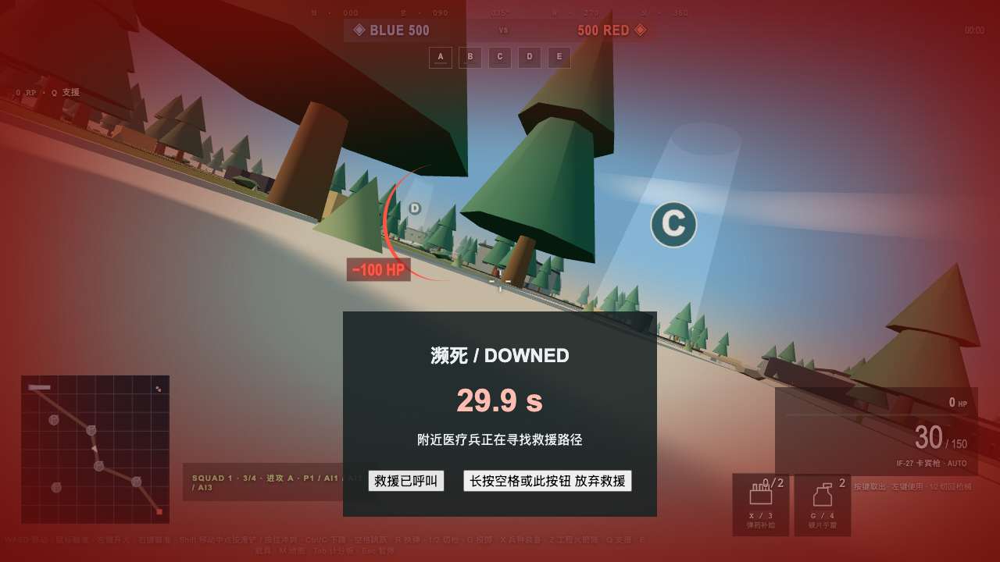 N · 000 E · 090 035° W · 270 N · 360
◈ BLUE 500 VS 500 RED ◈
00:00
A B C D E
0 RP · Q 支援
D
C
−100 HP
濒死 / DOWNED
29.9 s
附近医疗兵正在寻找救援路径
救援已呼叫
长按空格或此按钮 放弃救援
SQUAD 1 · 3/4 · 进攻 A · P1 / AI1 / AI2
/ AI3
0 HP
30 / 150
IF-27 卡宾枪 · AUTO
0/2
X / 3
弹药补给
2
G / 4
破片手雷
按键取出 · 左键使用 · 1/2 切回枪械
WASD 移动 · 鼠标瞄准 · 左键开火 · 右键瞄准 · Shift 移动中点按滑铲 / 按住冲刺 · Ctrl/C 下蹲 · 空格跳跃 · R 换弹 · 1/2 切枪 · G 投掷 · X 兵种装备 · Z 工程火箭筒 · Q 支援 · E
载具 · M 地图 · Tab 计分板 · Esc 暂停